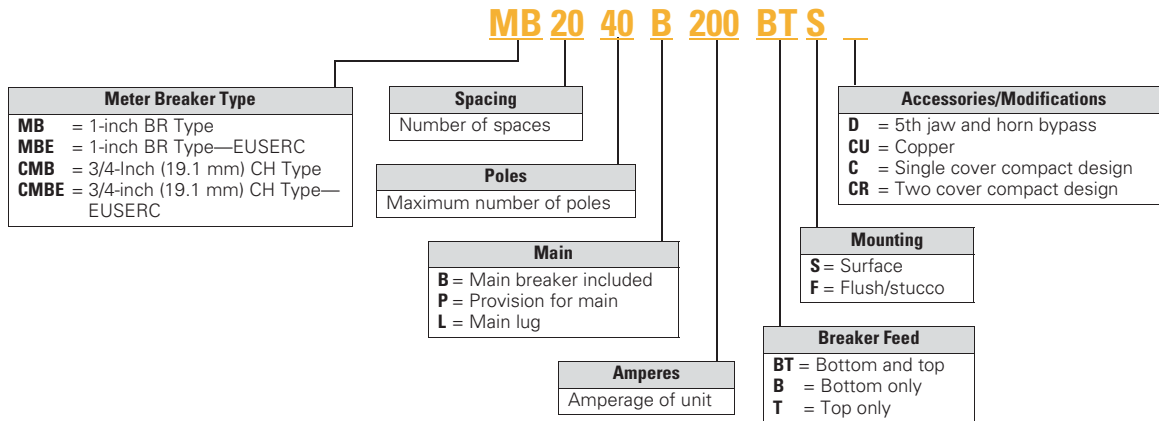 MB 20 40 B 200 BT S _
Meter Breaker Type
MB = 1-inch BR Type
MBE = 1-inch BR Type—EUSERC
CMB = 3/4-Inch (19.1 mm) CH Type
CMBE = 3/4-inch (19.1 mm) CH Type—
EUSERC
Spacing
Number of spaces
Poles
Maximum number of poles
Main
B = Main breaker included
P = Provision for main
L = Main lug
Amperes
Amperage of unit
Accessories/Modifications
D = 5th jaw and horn bypass
CU = Copper
C = Single cover compact design
CR = Two cover compact design
Mounting
S = Surface
F = Flush/stucco
Breaker Feed
BT = Bottom and top
B = Bottom only
T = Top only